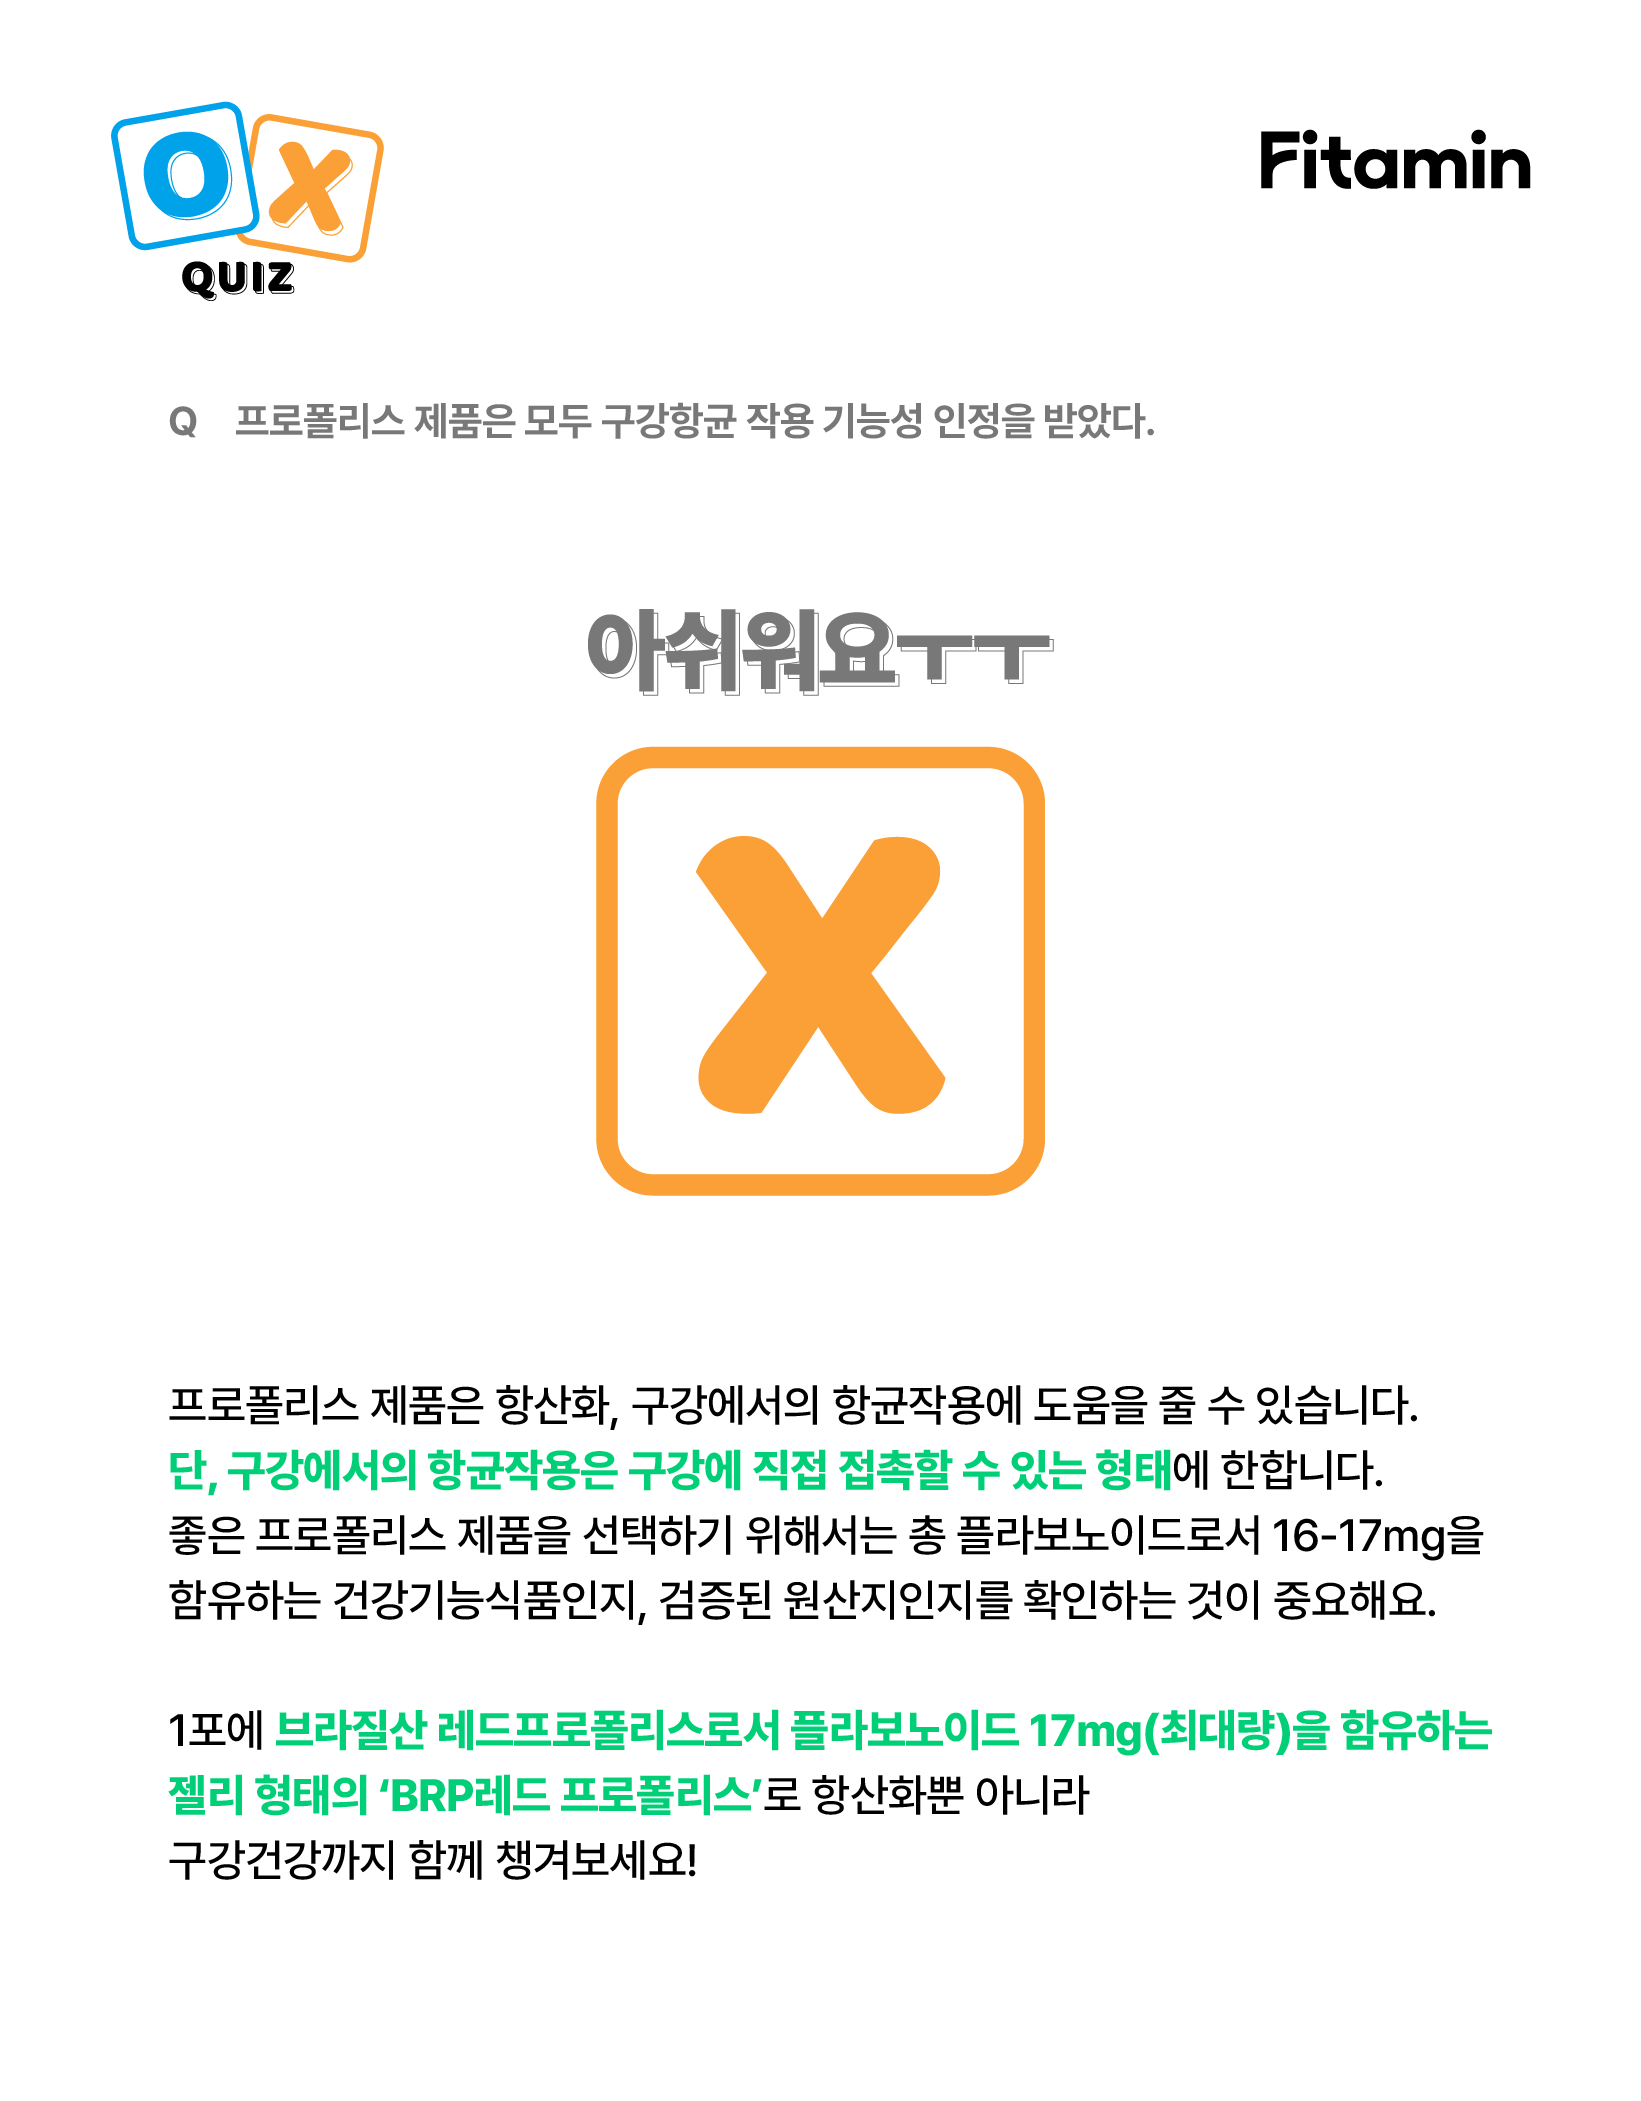 O X
QUIZ
Fitamin
Q 프로폴리스 제품은 모두 구강항균 작용 기능성 인정을 받았다.
아쉬워요ㅜㅜ
X
프로폴리스 제품은 항산화, 구강에서의 항균작용에 도움을 줄 수 있습니다.
단, 구강에서의 항균작용은 구강에 직접 접촉할 수 있는 형태에 한합니다.
좋은 프로폴리스 제품을 선택하기 위해서는 총 플라보노이드로서 16-17mg을
함유하는 건강기능식품인지, 검증된 원산지인지를 확인하는 것이 중요해요.
1포에 브라질산 레드프로폴리스로서 플라보노이드 17mg(최대량)을 함유하는
젤리 형태의 ‘BRP레드 프로폴리스’로 항산화뿐 아니라
구강건강까지 함께 챙겨보세요!